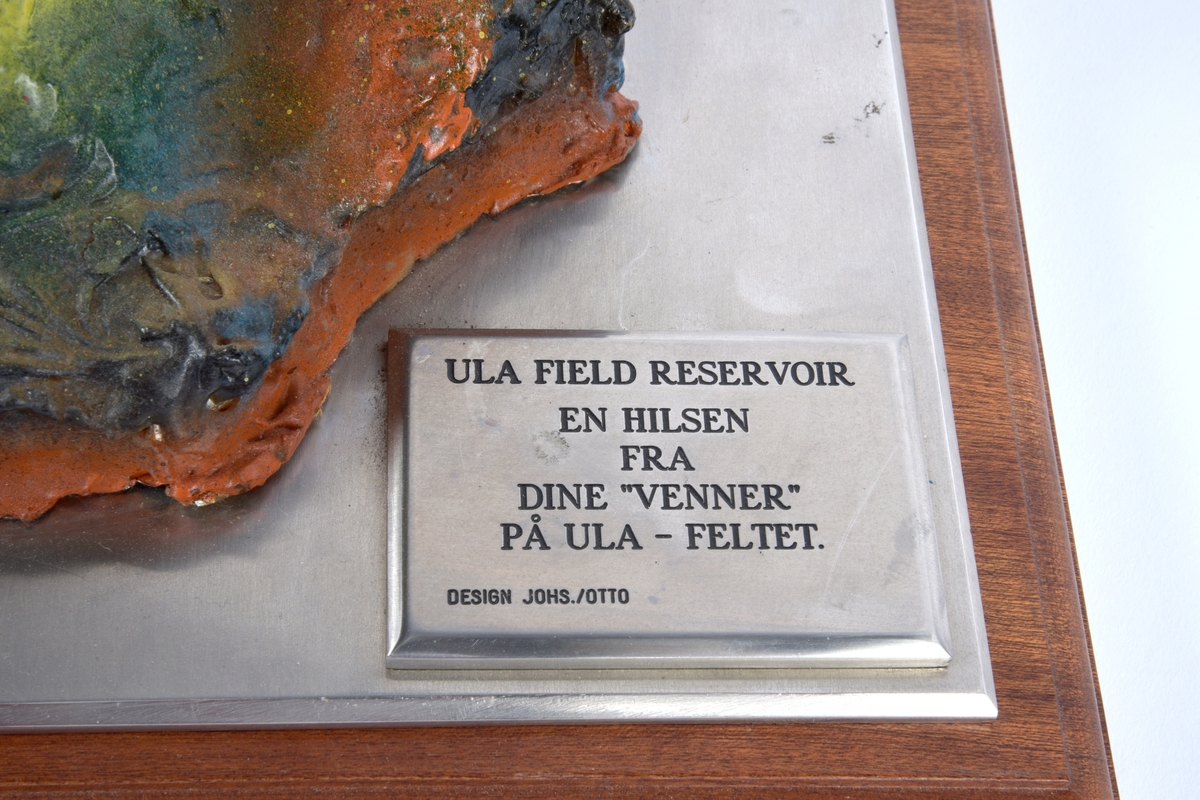 ULA FIELD RESERVOIR
EN HILSEN
FRA
DINE "VENNER"
PÅ ULA - FELTET.
DESIGN JOHS./OTTO